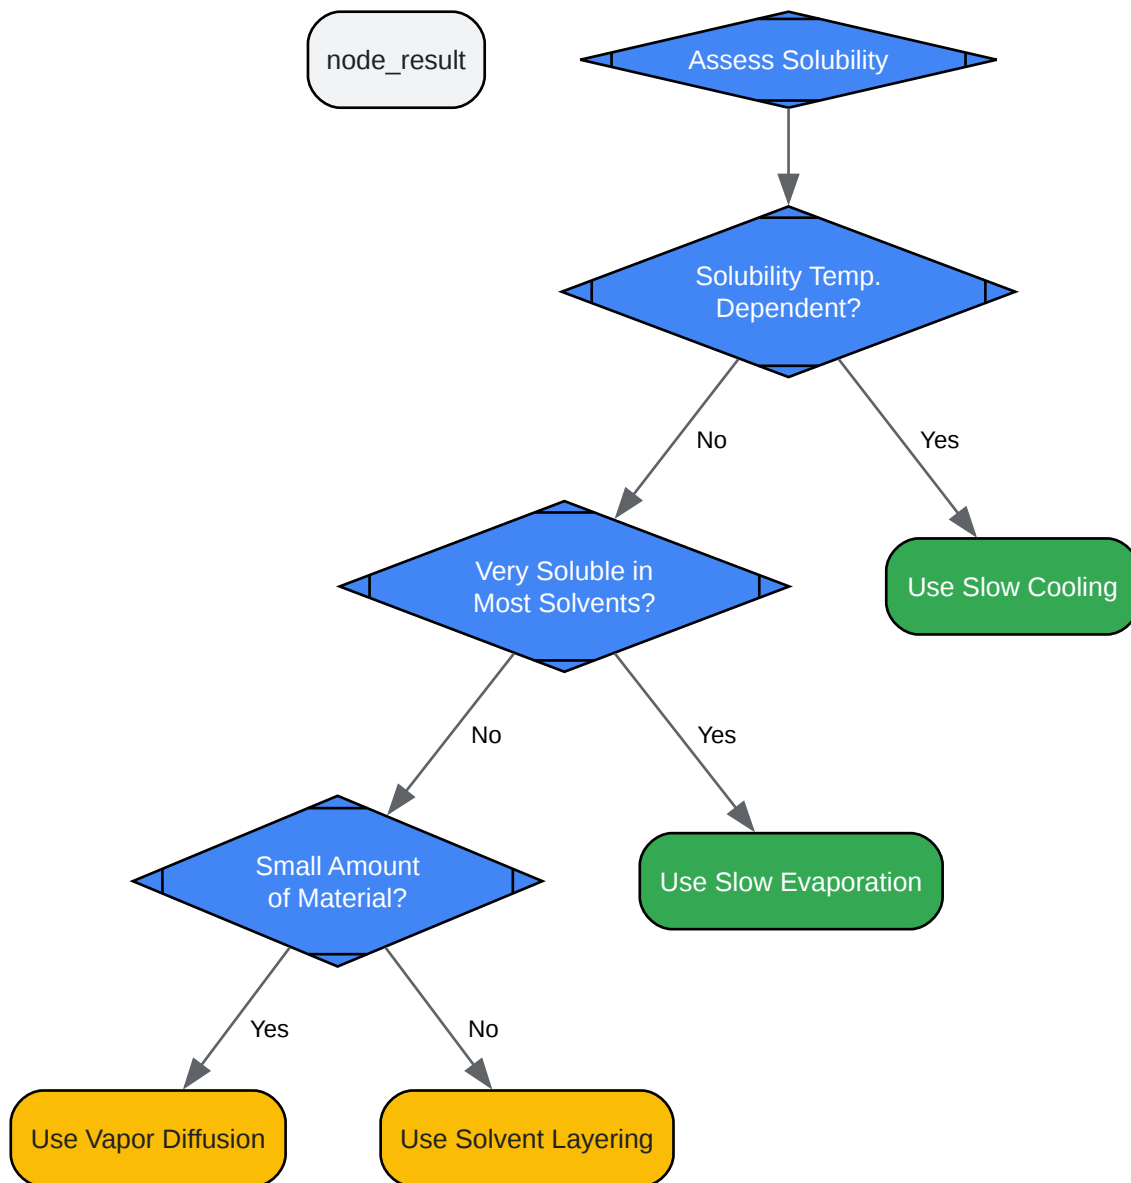 node_result
Assess Solubility
Solubility Temp.
Dependent?
No
Yes
Very Soluble in
Most Solvents?
Use Slow Cooling
No
Yes
Small Amount
of Material?
Use Slow Evaporation
Yes
No
Use Vapor Diffusion
Use Solvent Layering